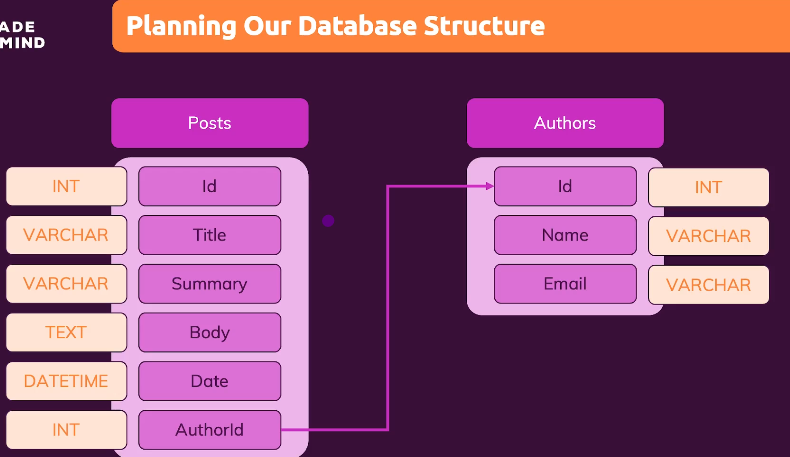 ADE
MIND
Planning Our Database Structure
Posts
INT Id
VARCHAR Title
VARCHAR Summary
TEXT Body
DATETIME Date
INT AuthorId
Authors
Id INT
Name VARCHAR
Email VARCHAR